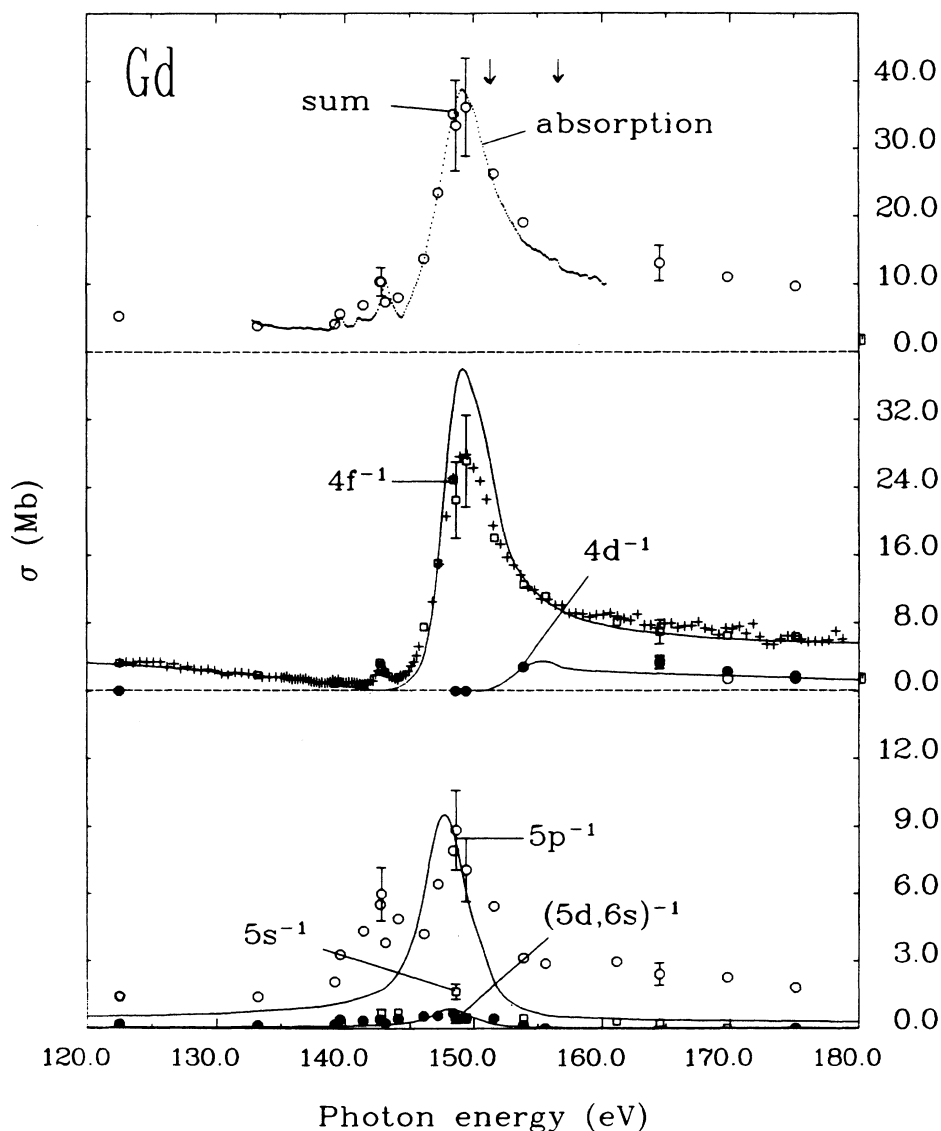 Gd
sum
absorption
40.0
30.0
20.0
10.0
0.0
4f⁻¹
4d⁻¹
32.0
24.0
16.0
8.0
0.0
σ (Mb)
5p⁻¹
(5d,6s)⁻¹
5s⁻¹
12.0
9.0
6.0
3.0
0.0
120.0 130.0 140.0 150.0 160.0 170.0 180.0
Photon energy (eV)